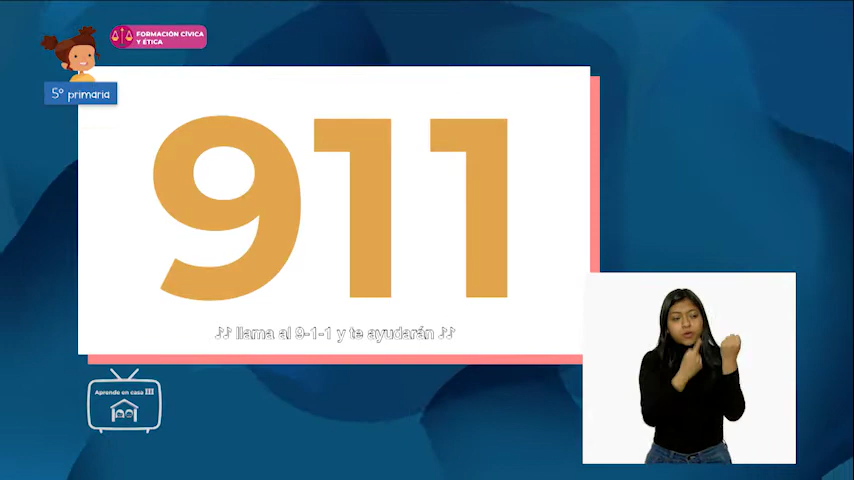 FORMACIÓN CÍVICA
Y ÉTICA
5° primaria
911
♪♪ llama al 9-1-1 y te ayudarán ♪♪
Aprende en casa III